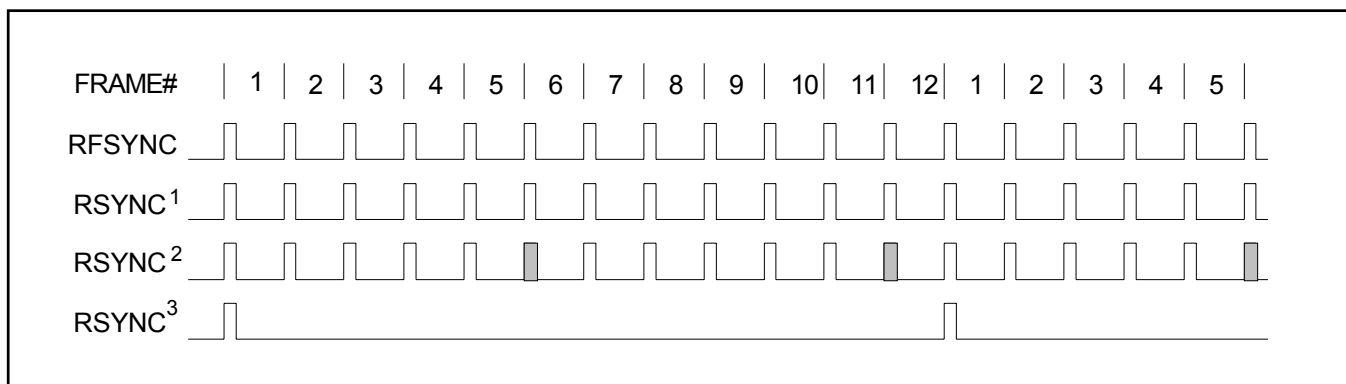 FRAME# 1 2 3 4 5 6 7 8 9 10 11 12 1 2 3 4 5
RFSYNC
RSYNC¹
RSYNC²
RSYNC³